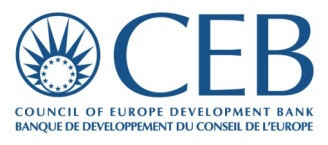 CEB
COUNCIL OF EUROPE DEVELOPMENT BANK
BANQUE DE DEVELOPPEMENT DU CONSEIL DE L'EUROPE